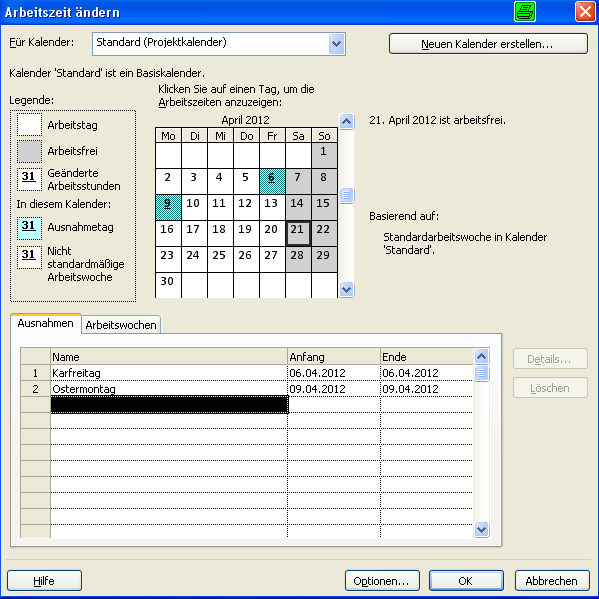 Arbeitszeit ändern
Für Kalender:
Standard (Projektkalender)
Neuen Kalender erstellen...
Kalender 'Standard' ist ein Basiskalender.
Legende:
Arbeitstag
Arbeitsfrei
31 Geänderte
Arbeitsstunden
In diesem Kalender:
31 Ausnahmetag
31 Nicht
standardmäßige
Arbeitswoche
Klicken Sie auf einen Tag, um die
Arbeitszeiten anzuzeigen:
April 2012
Mo Di Mi Do Fr Sa So
1
2 3 4 5 6 7 8
9 10 11 12 13 14 15
16 17 18 19 20 21 22
23 24 25 26 27 28 29
30
21. April 2012 ist arbeitsfrei.
Basierend auf:
Standardarbeitswoche in Kalender
'Standard'.
Ausnahmen Arbeitswochen
Name Anfang Ende
1 Karfreitag 06.04.2012 06.04.2012
2 Ostermontag 09.04.2012 09.04.2012
Details...
Löschen
Hilfe Optionen... OK Abbrechen